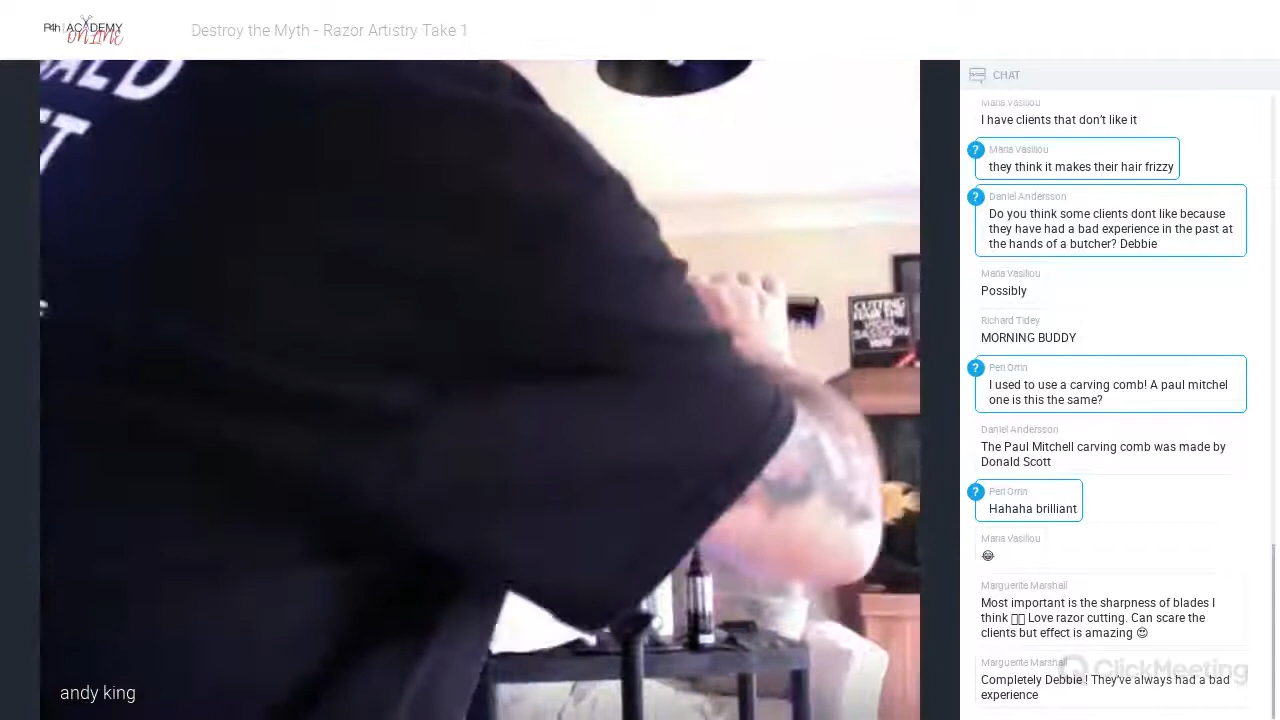 P4h | ACADEMY
ONLINE
Destroy the Myth - Razor Artistry Take 1
CHAT
Maria Vasiliou
I have clients that don't like it
? Maria Vasiliou
they think it makes their hair frizzy
? Daniel Andersson
Do you think some clients dont like because
they have had a bad experience in the past at
the hands of a butcher? Debbie
Maria Vasiliou
Possibly
Richard Tidey
MORNING BUDDY
? Peri Orrin
I used to use a carving comb! A paul mitchel
one is this the same?
Daniel Andersson
The Paul Mitchell carving comb was made by
Donald Scott
? Peri Orrin
Hahaha brilliant
Maria Vasiliou
😂
Marguerite Marshall
Most important is the sharpness of blades I
think Love razor cutting. Can scare the
clients but effect is amazing 😍
Marguerite Marshall
Completely Debbie ! They've always had a bad
experience
ClickMeeting
CUTTING
HAIR THE
VIDAL
SASSOON
WAY
andy king